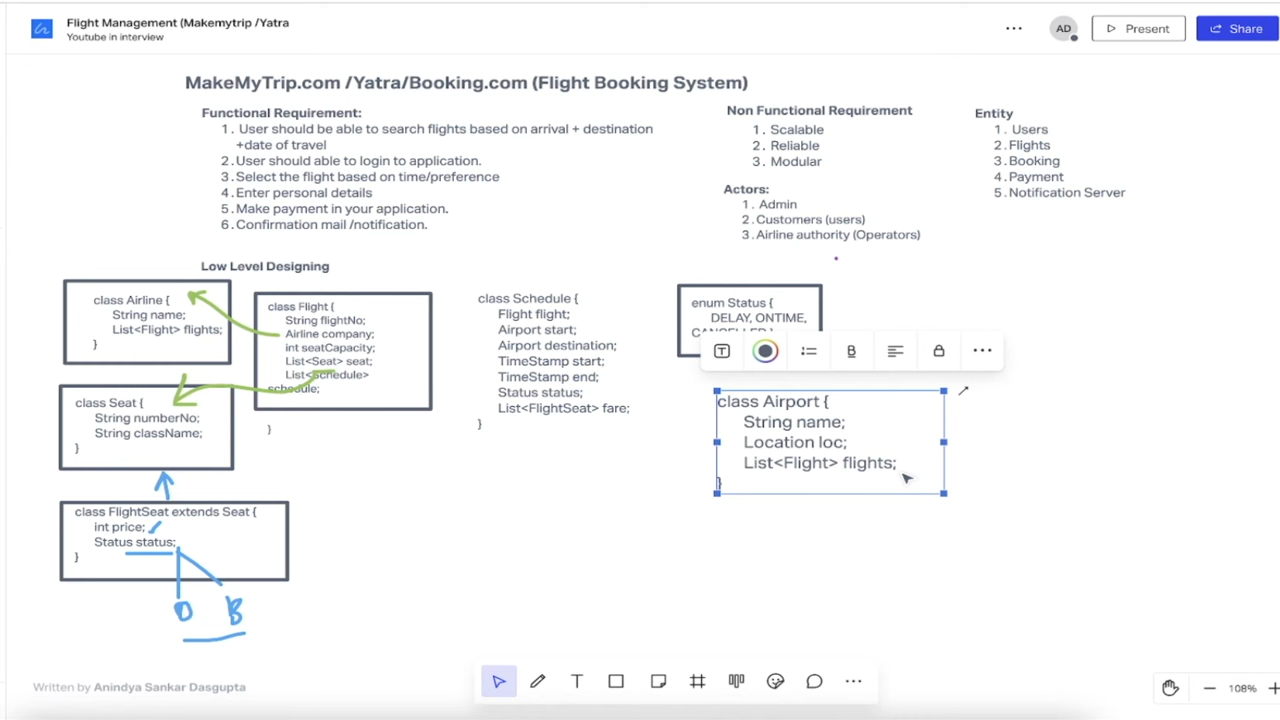 Flight Management (Makemytrip /Yatra
Youtube in interview
AD
Present
Share
MakeMyTrip.com /Yatra/Booking.com (Flight Booking System)
Functional Requirement:
1. User should be able to search flights based on arrival + destination
+date of travel
2. User should able to login to application.
3. Select the flight based on time/preference
4. Enter personal details
5. Make payment in your application.
6. Confirmation mail /notification.
Non Functional Requirement
1. Scalable
2. Reliable
3. Modular
Actors:
1. Admin
2. Customers (users)
3. Airline authority (Operators)
Entity
1. Users
2. Flights
3. Booking
4. Payment
5. Notification Server
Low Level Designing
class Airline {
String name;
List<Flight> flights;
}
class Flight {
String flightNo;
Airline company;
int seatCapacity;
List<Seat> seat;
List<Schedule>
schedule;
}
class Schedule {
Flight flight;
Airport start;
Airport destination;
TimeStamp start;
TimeStamp end;
Status status;
List<FlightSeat> fare;
}
enum Status {
DELAY, ONTIME,
CANCELLED }
class Airport {
String name;
Location loc;
List<Flight> flights;
}
class Seat {
String numberNo;
String className;
}
class FlightSeat extends Seat {
int price;
Status status;
}
B
Written by Anindya Sankar Dasgupta
108%